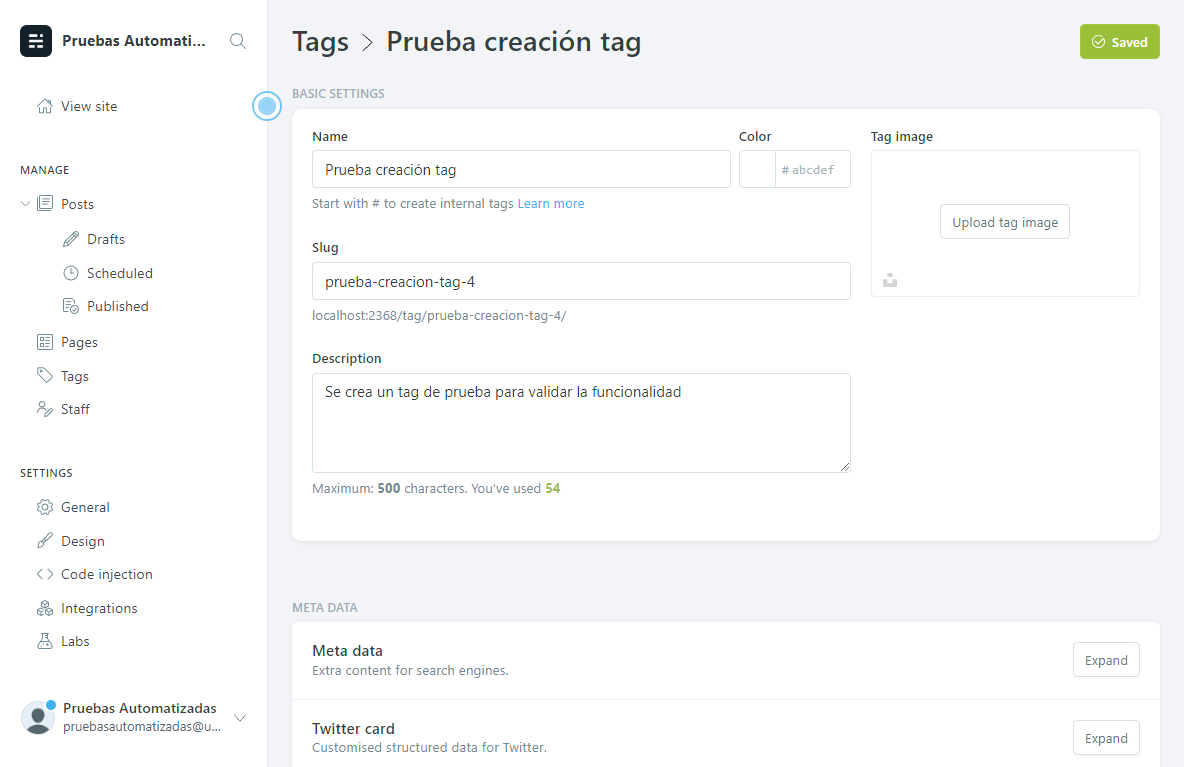 Pruebas Automati...
View site
MANAGE
Posts
Drafts
Scheduled
Published
Pages
Tags
Staff
SETTINGS
General
Design
Code injection
Integrations
Labs
Pruebas Automatizadas
pruebasautomatizadas@u...
Tags > Prueba creación tag
Saved
BASIC SETTINGS
Name
Prueba creación tag
Start with # to create internal tags Learn more
Color
# abcdef
Slug
prueba-creacion-tag-4
localhost:2368/tag/prueba-creacion-tag-4/
Description
Se crea un tag de prueba para validar la funcionalidad
Maximum: 500 characters. You’ve used 54
Tag image
Upload tag image
META DATA
Meta data
Extra content for search engines.
Expand
Twitter card
Customised structured data for Twitter.
Expand